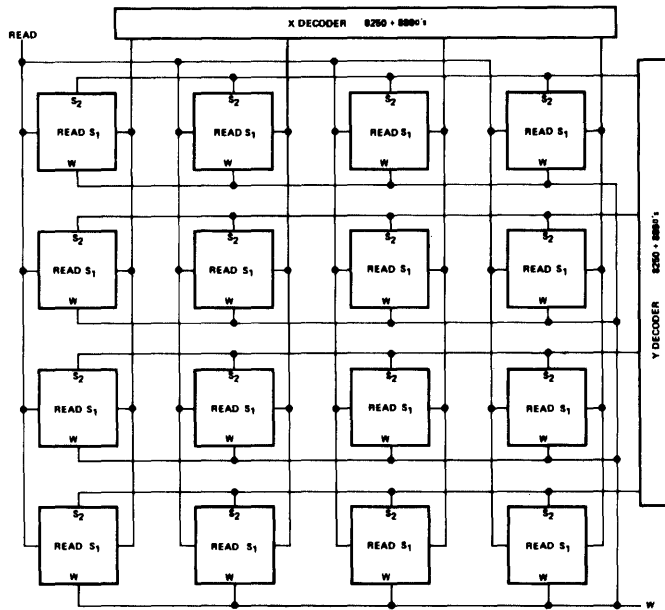 X DECODER 8250 + 8880's
READ
S₂ S₂ S₂ S₂
READ S₁ READ S₁ READ S₁ READ S₁
W W W W
S₂ S₂ S₂ S₂
READ S₁ READ S₁ READ S₁ READ S₁
W W W W
Y DECODER 8250 + 8880's
S₂ S₂ S₂ S₂
READ S₁ READ S₁ READ S₁ READ S₁
W W W W
S₂ S₂ S₂ S₂
READ S₁ READ S₁ READ S₁ READ S₁
W W W W
W